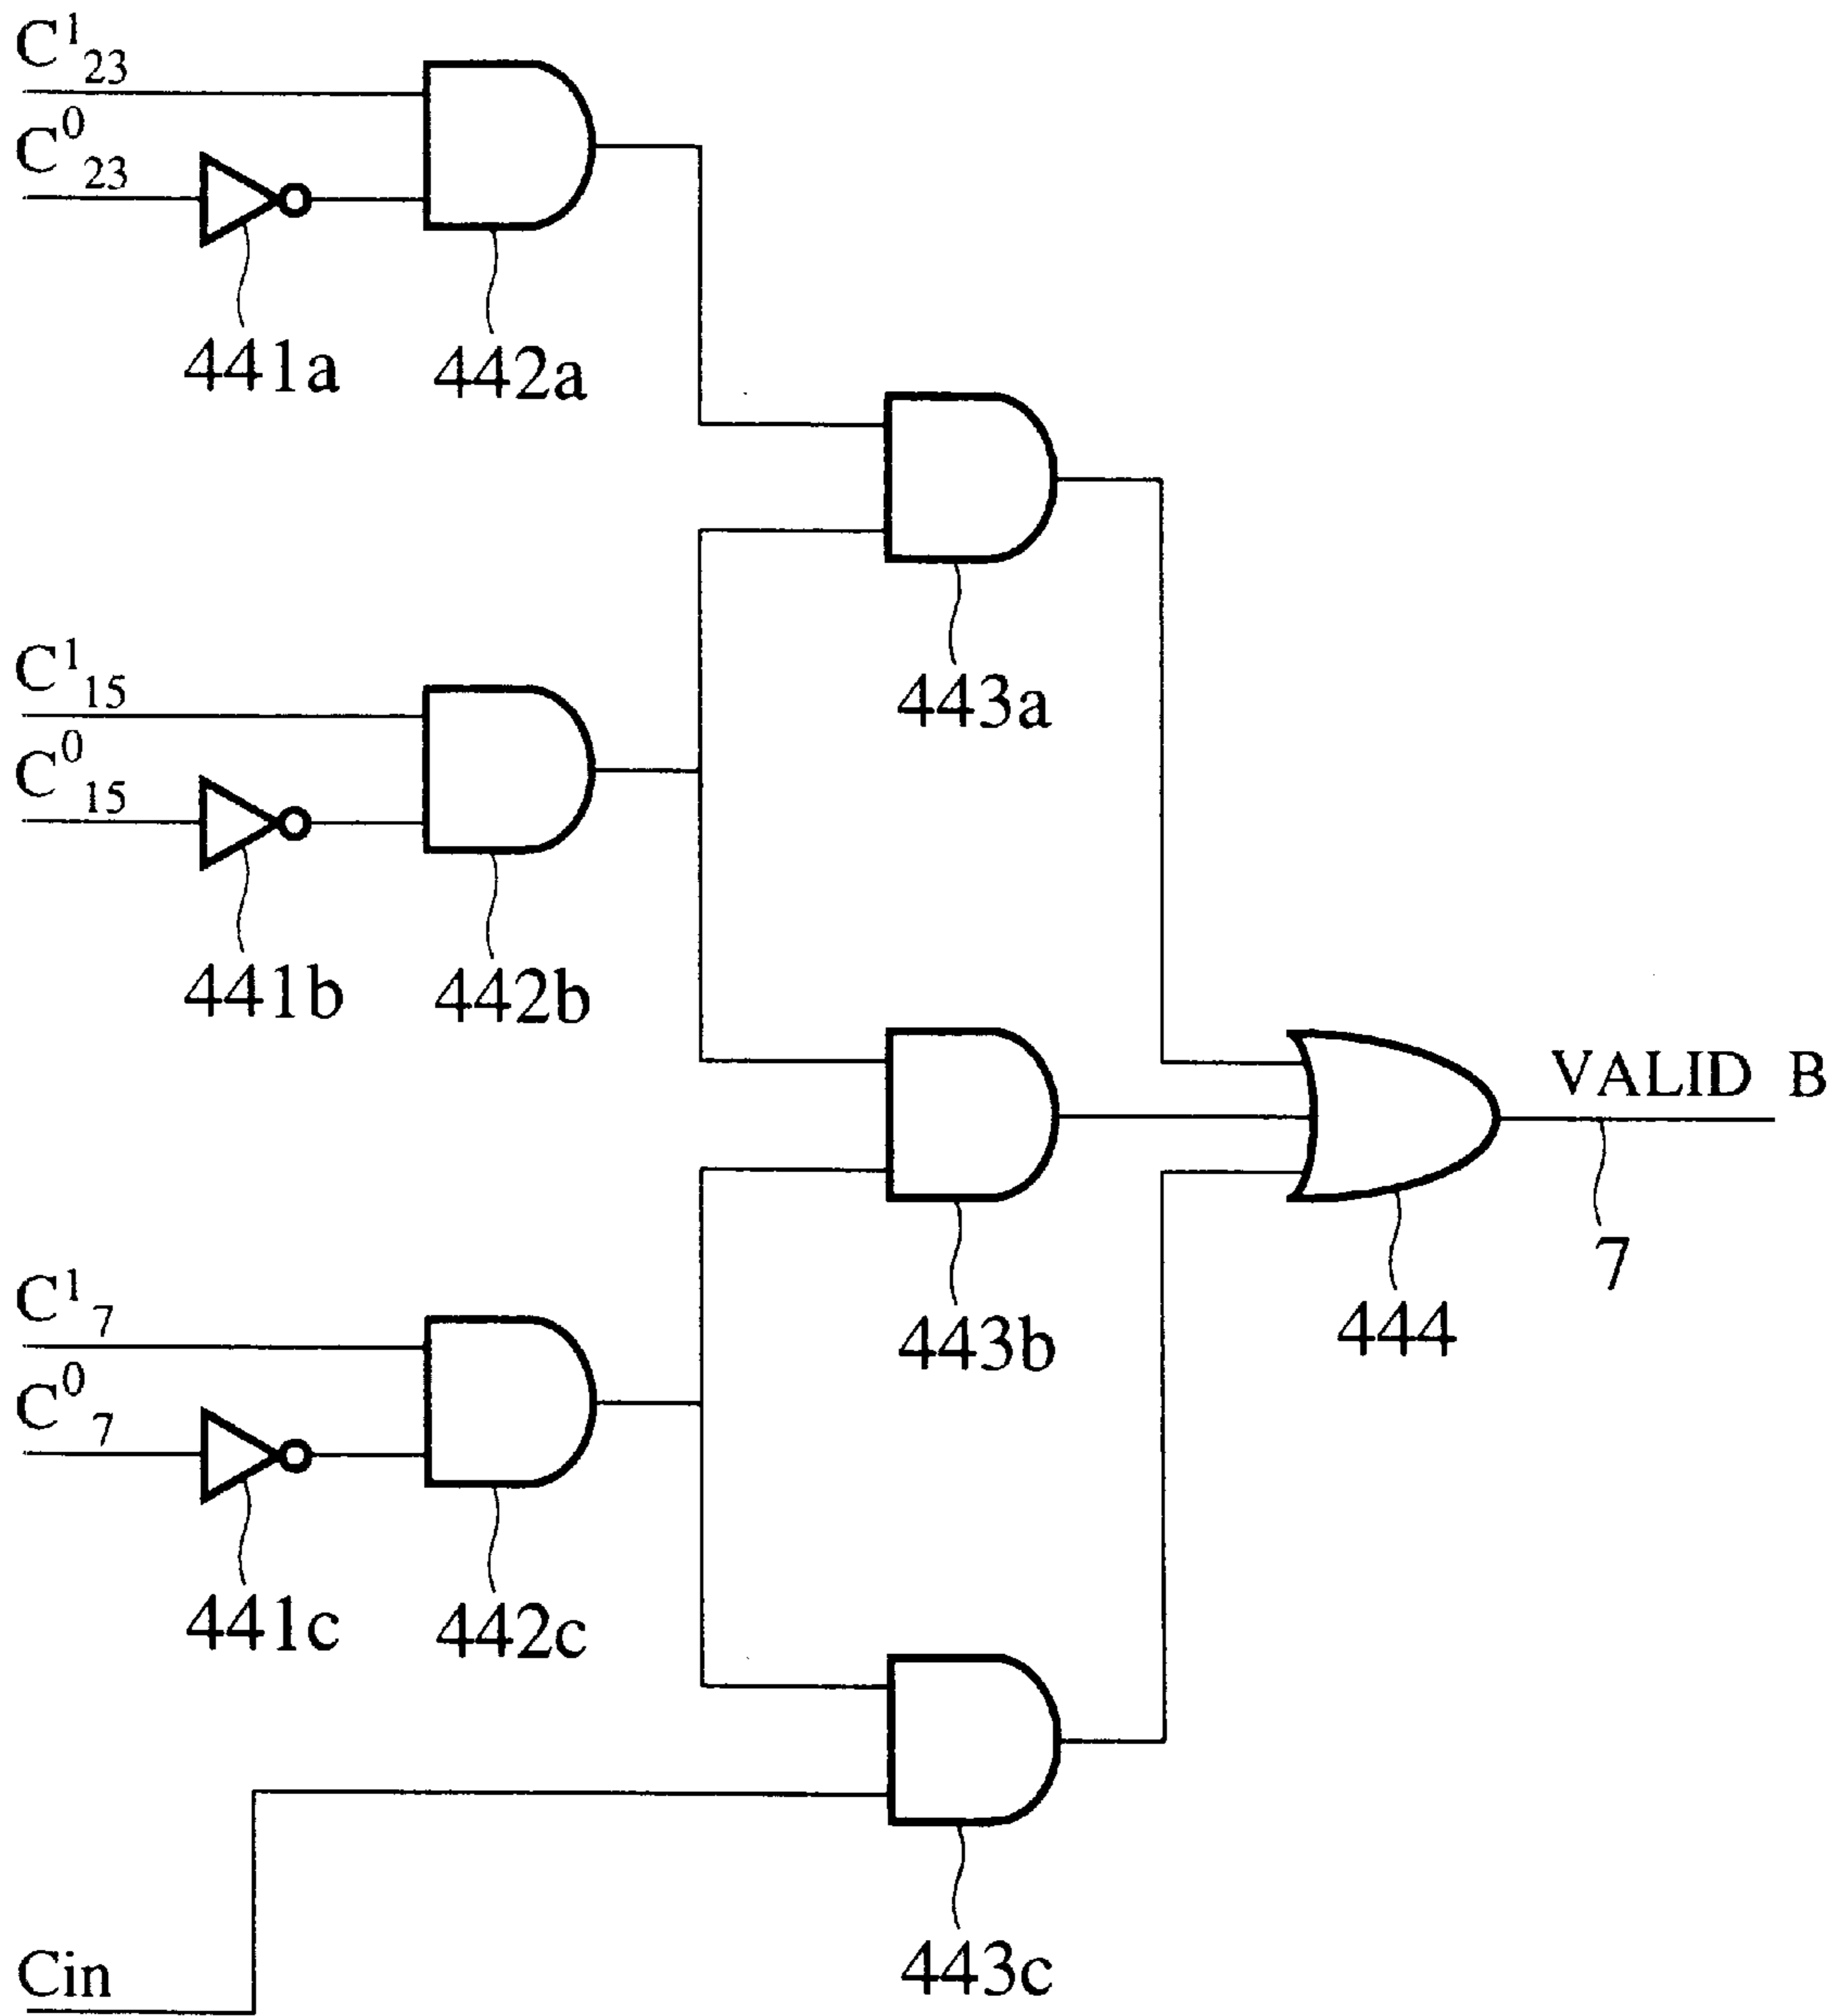 C¹₂₃
C⁰₂₃
441a
442a
443a
C¹₁₅
C⁰₁₅
441b
442b
VALID B
7
444
443b
C¹₇
C⁰₇
441c
442c
443c
Cin